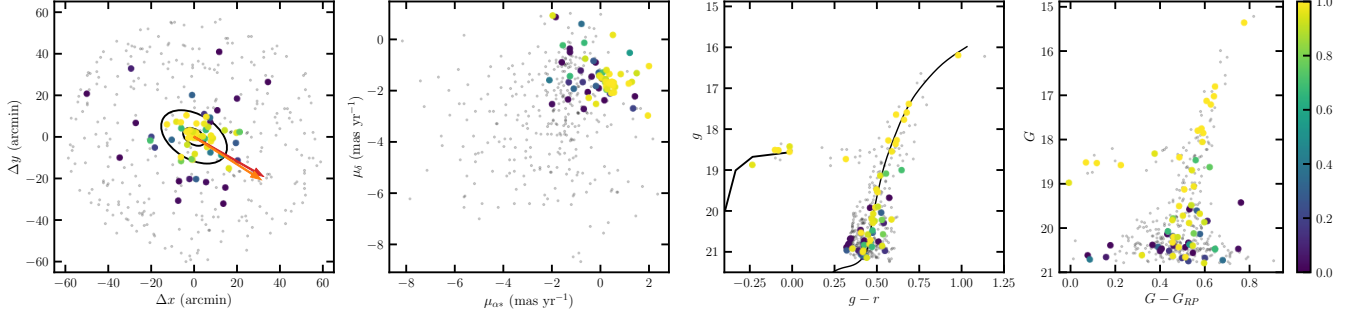 60
40
20
0
−20
−40
−60
−60 −40 −20 0 20 40 60
Δy (arcmin)
Δx (arcmin)
0
−2
−4
−6
−8
−8 −6 −4 −2 0 2
μδ (mas yr⁻¹)
μα∗ (mas yr⁻¹)
15
16
17
18
19
20
21
−0.25 0.00 0.25 0.50 0.75 1.00 1.25
g
g − r
15
16
17
18
19
20
21
0.0 0.2 0.4 0.6 0.8
G
G − G_RP
1.0
0.8
0.6
0.4
0.2
0.0